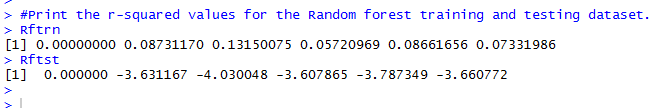 >
> #Print the r-squared values for the Random forest training and testing dataset.
> Rftrn
[1] 0.00000000 0.08731170 0.13150075 0.05720969 0.08661656 0.07331986
> Rftst
[1] 0.000000 -3.631167 -4.030048 -3.607865 -3.787349 -3.660772
>
>